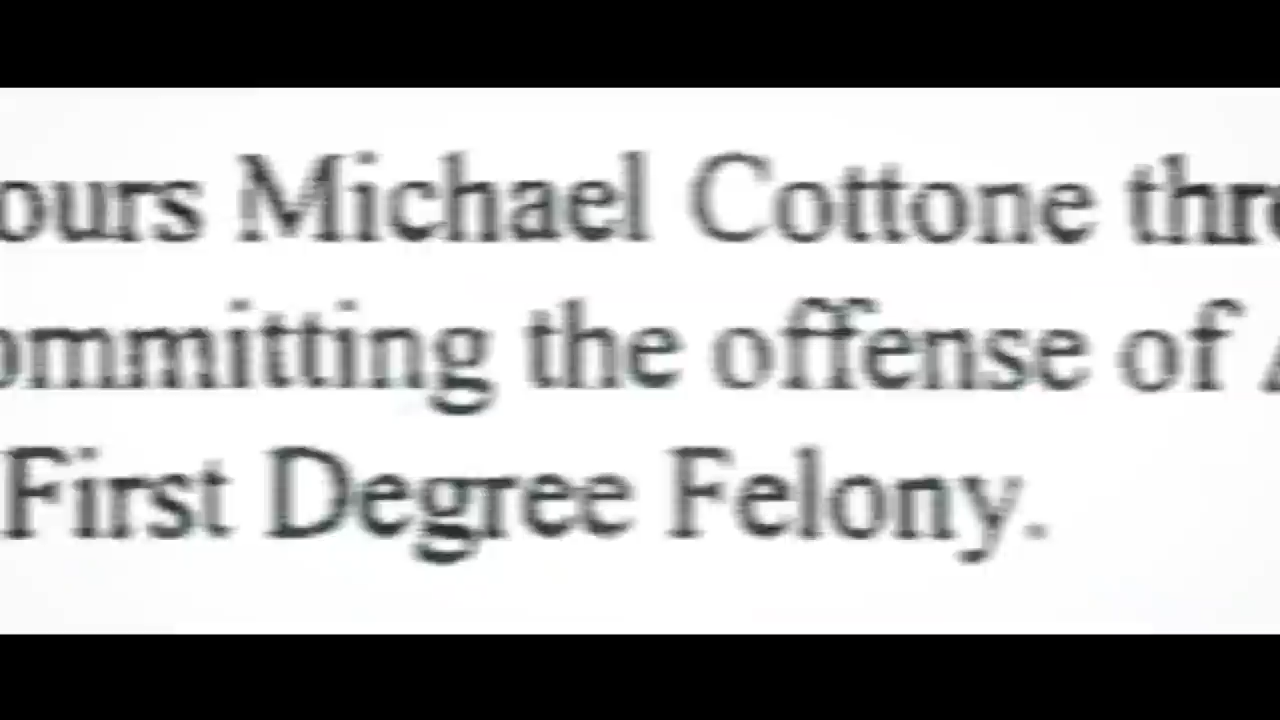 ours Michael Cottone thr
ommitting the offense of
First Degree Felony.